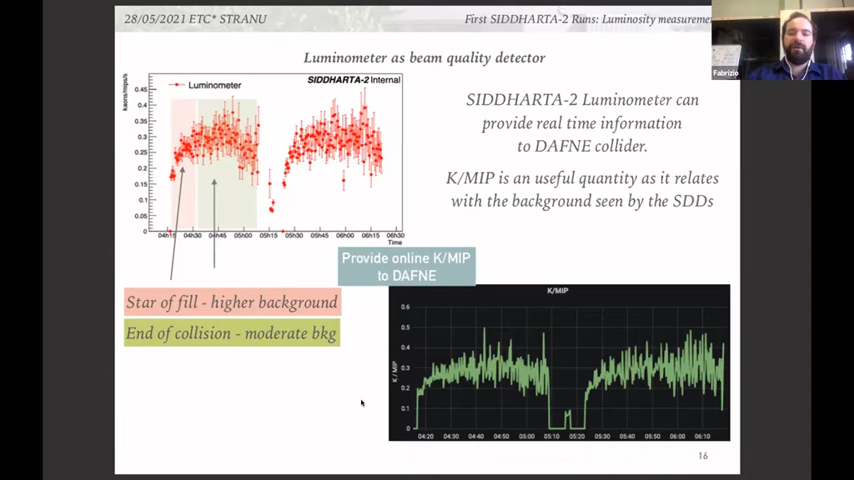 28/05/2021 ETC* STRANU
First SIDDHARTA-2 Runs: Luminosity measuremen
Fabrizio
Luminometer as beam quality detector
kaons/mips/s
Luminometer
SIDDHARTA-2 Internal
0.45
0.4
0.35
0.3
0.25
0.2
0.15
0.1
0.05
0
04h15 04h30 04h45 05h00 05h15 05h30 05h45 06h00 06h15 06h30
Time
SIDDHARTA-2 Luminometer can
provide real time information
to DAFNE collider.
K/MIP is an useful quantity as it relates
with the background seen by the SDDs
Provide online K/MIP
to DAFNE
Star of fill - higher background
End of collision - moderate bkg
K/MIP
K / MIP
0.6
0.5
0.4
0.3
0.2
0.1
0
04:20 04:30 04:40 04:50 05:00 05:10 05:20 05:30 05:40 05:50 06:00 06:10
16